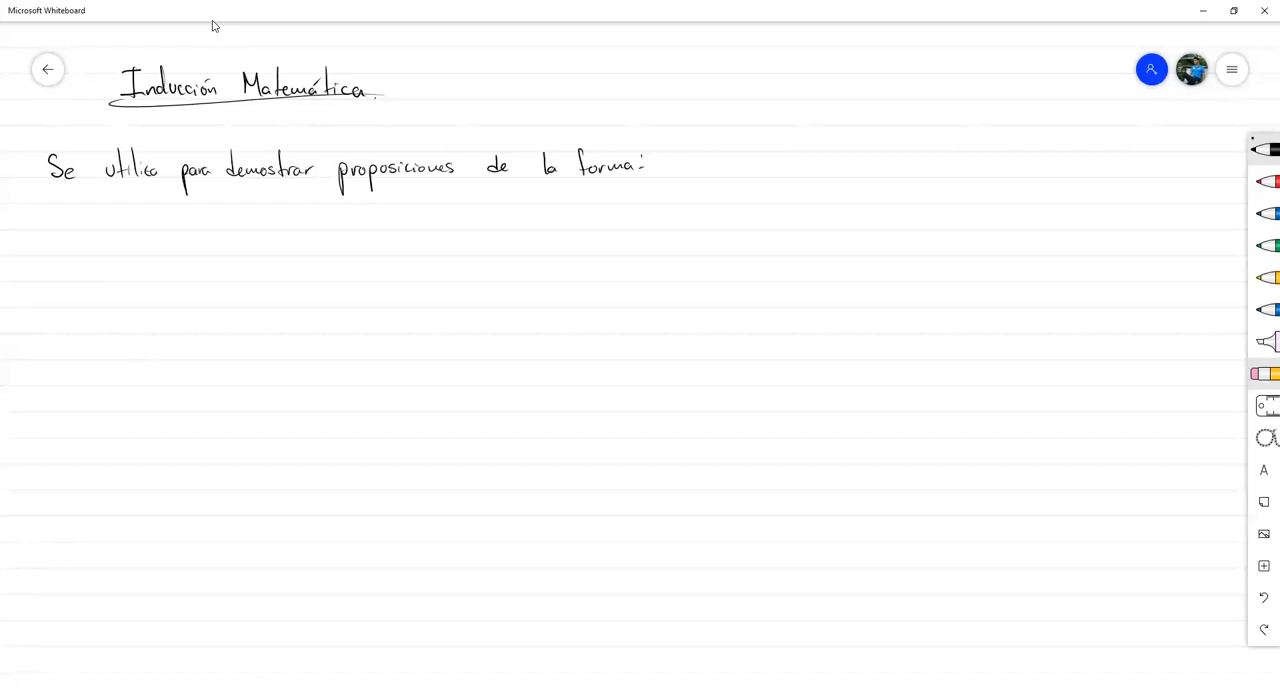 Microsoft Whiteboard
Inducción Matemática.
Se utiliza para demostrar proposiciones de la forma:
A